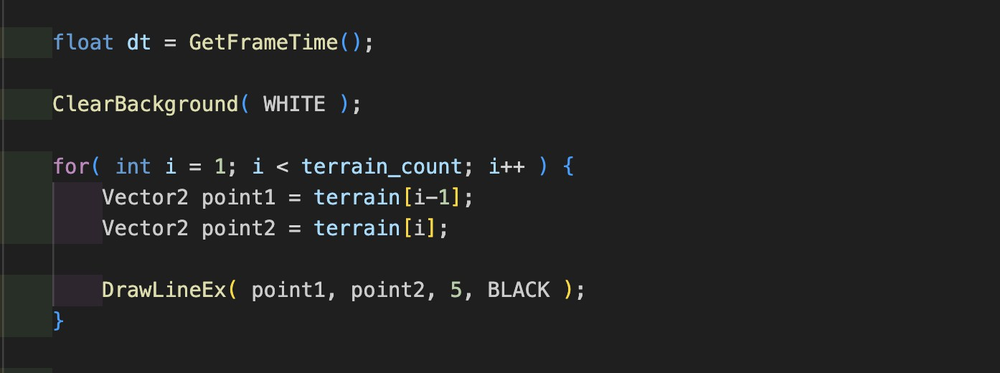 float dt = GetFrameTime();
ClearBackground( WHITE );
for( int i = 1; i < terrain_count; i++ ) {
Vector2 point1 = terrain[i-1];
Vector2 point2 = terrain[i];
DrawLineEx( point1, point2, 5, BLACK );
}